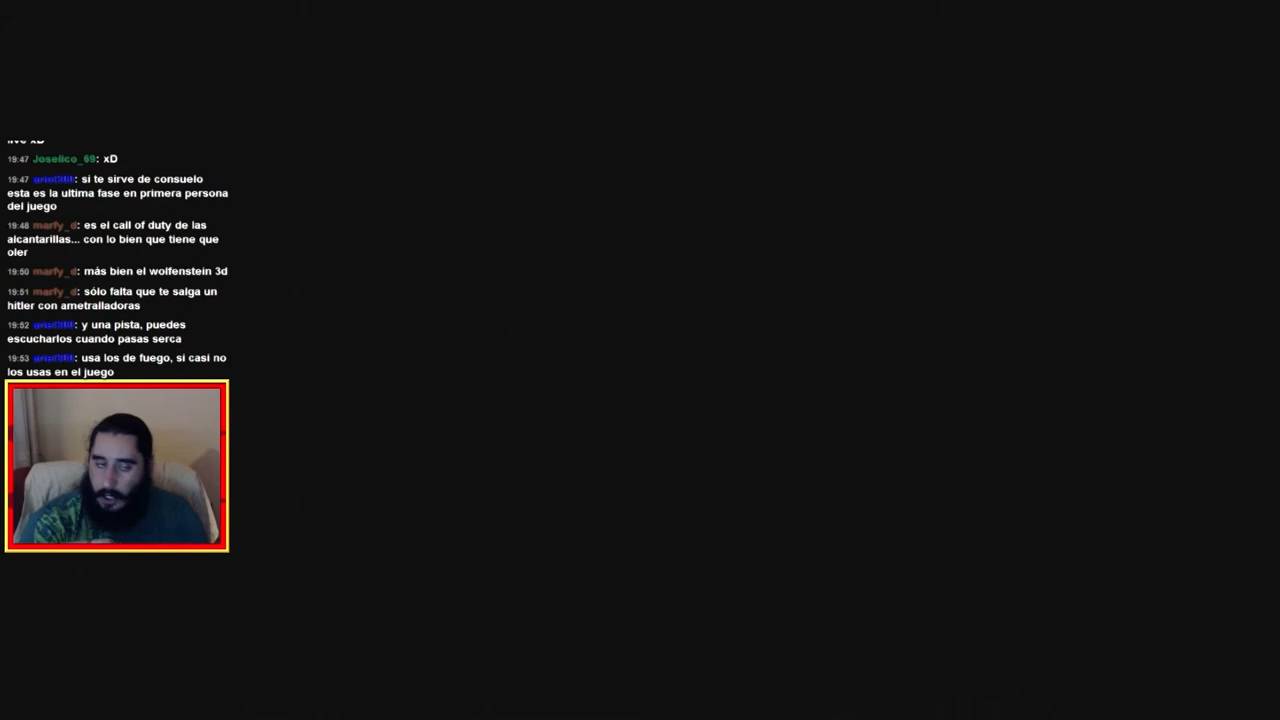 19:47 Joselico_69: xD
19:47 : si te sirve de consuelo
esta es la ultima fase en primera persona
del juego
19:48 marfy_d: es el call of duty de las
alcantarillas... con lo bien que tiene que
oler
19:50 marfy_d: más bien el wolfenstein 3d
19:51 marfy_d: sólo falta que te salga un
hitler con ametralladoras
19:52 : y una pista, puedes
escucharlos cuando pasas serca
19:53 : usa los de fuego, si casi no
los usas en el juego